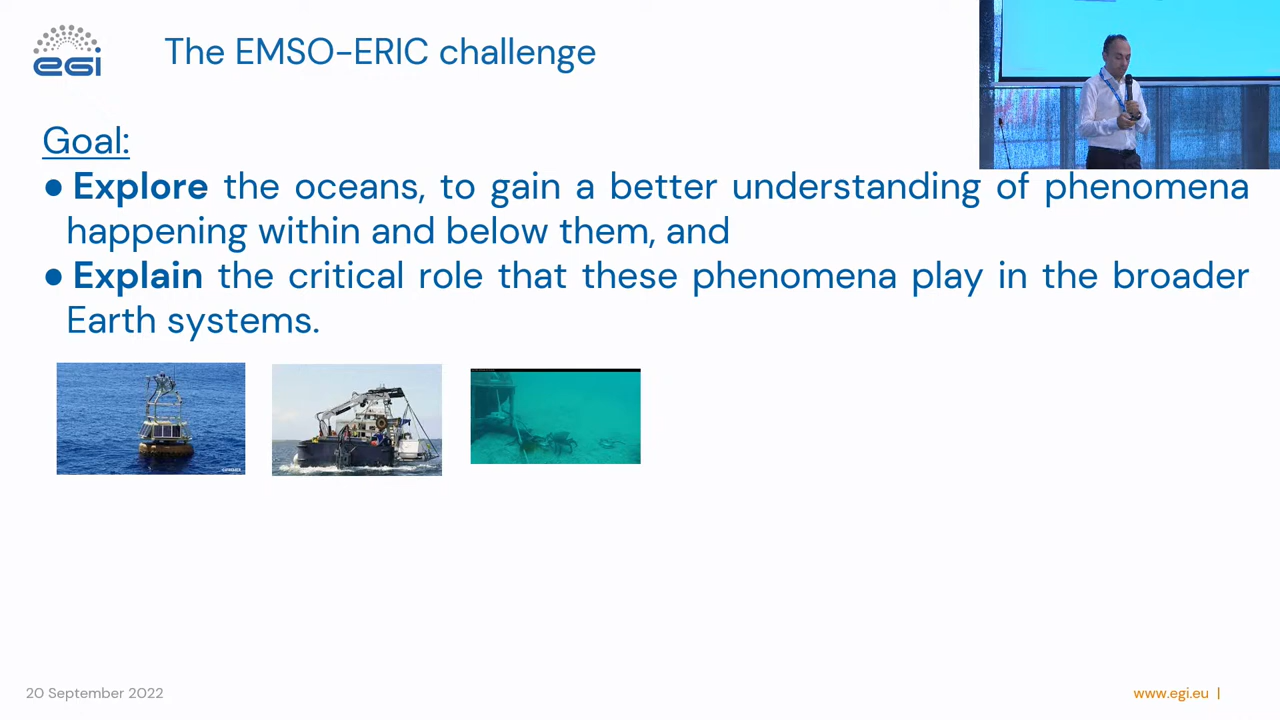 egi
The EMSO-ERIC challenge
Goal:
● Explore the oceans, to gain a better understanding of phenomena
happening within and below them, and
● Explain the critical role that these phenomena play in the broader
Earth systems.
20 September 2022
www.egi.eu |